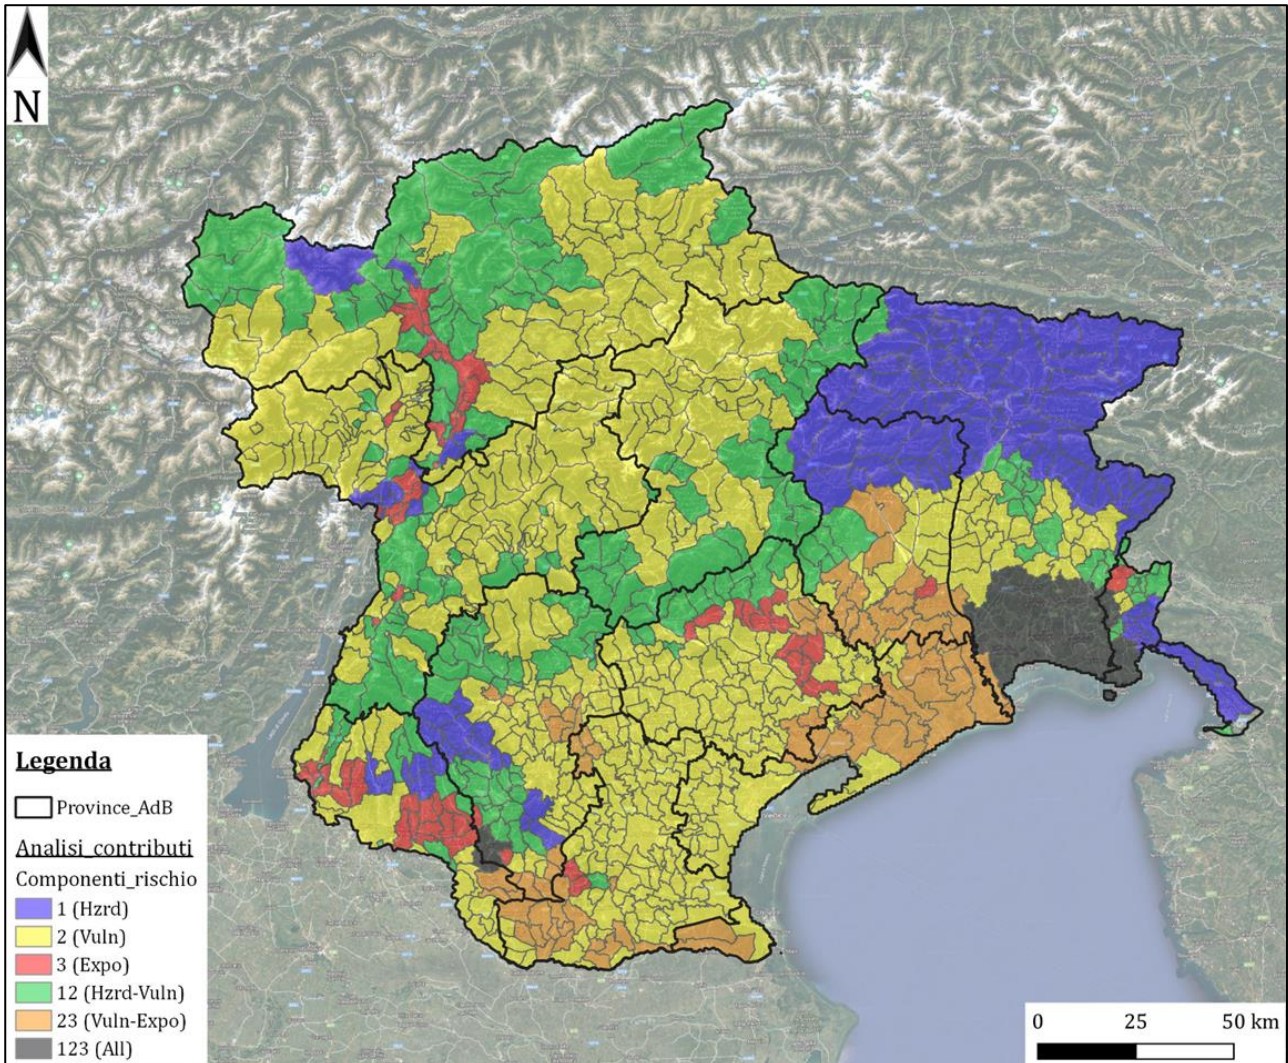 N
Legenda
Province_AdB
Analisi_contributi
Componenti_rischio
1 (Hzrd)
2 (Vuln)
3 (Expo)
12 (Hzrd-Vuln)
23 (Vuln-Expo)
123 (All)
0 25 50 km